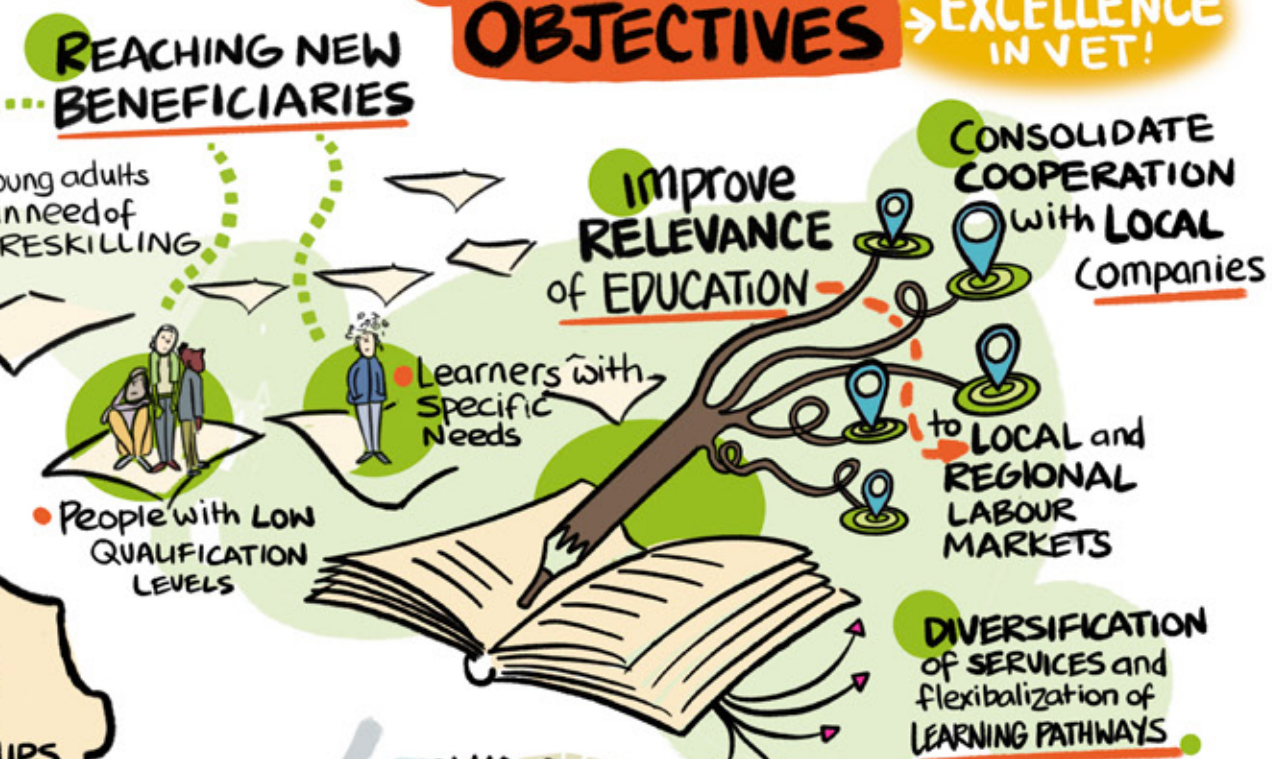 OBJECTIVES
EXCELLENCE
IN VET!
REACHING NEW
BENEFICIARIES
young adults
in need of
RESKILLING
People with LOW
QUALIFICATION
LEVELS
Learners with
Specific
Needs
Improve
RELEVANCE
of EDUCATION
to LOCAL and
REGIONAL
LABOUR
MARKETS
CONSOLIDATE
COOPERATION
with LOCAL
Companies
DIVERSIFICATION
of SERVICES and
flexibalization of
LEARNING PATHWAYS